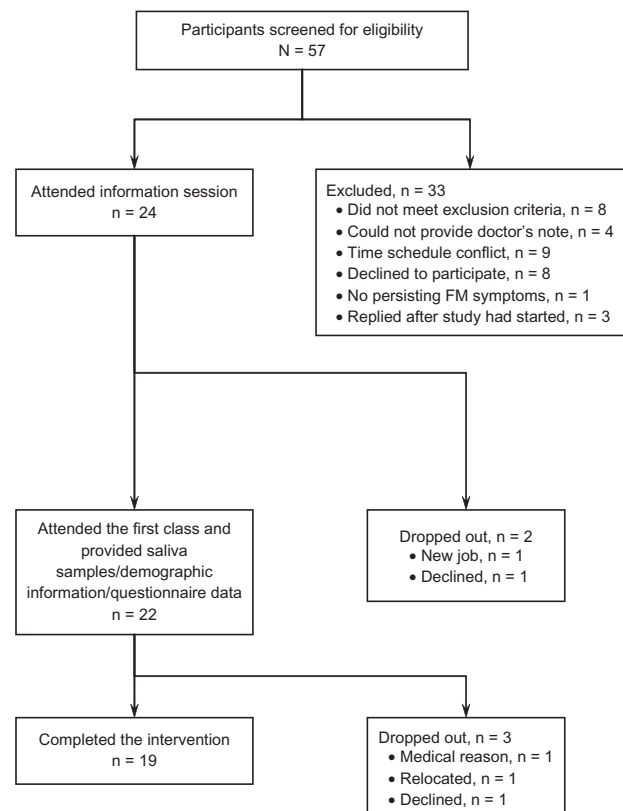 Participants screened for eligibility
N = 57
Attended information session
n = 24
Excluded, n = 33
• Did not meet exclusion criteria, n = 8
• Could not provide doctor’s note, n = 4
• Time schedule conflict, n = 9
• Declined to participate, n = 8
• No persisting FM symptoms, n = 1
• Replied after study had started, n = 3
Attended the first class and
provided saliva
samples/demographic
information/questionnaire data
n = 22
Dropped out, n = 2
• New job, n = 1
• Declined, n = 1
Completed the intervention
n = 19
Dropped out, n = 3
• Medical reason, n = 1
• Relocated, n = 1
• Declined, n = 1